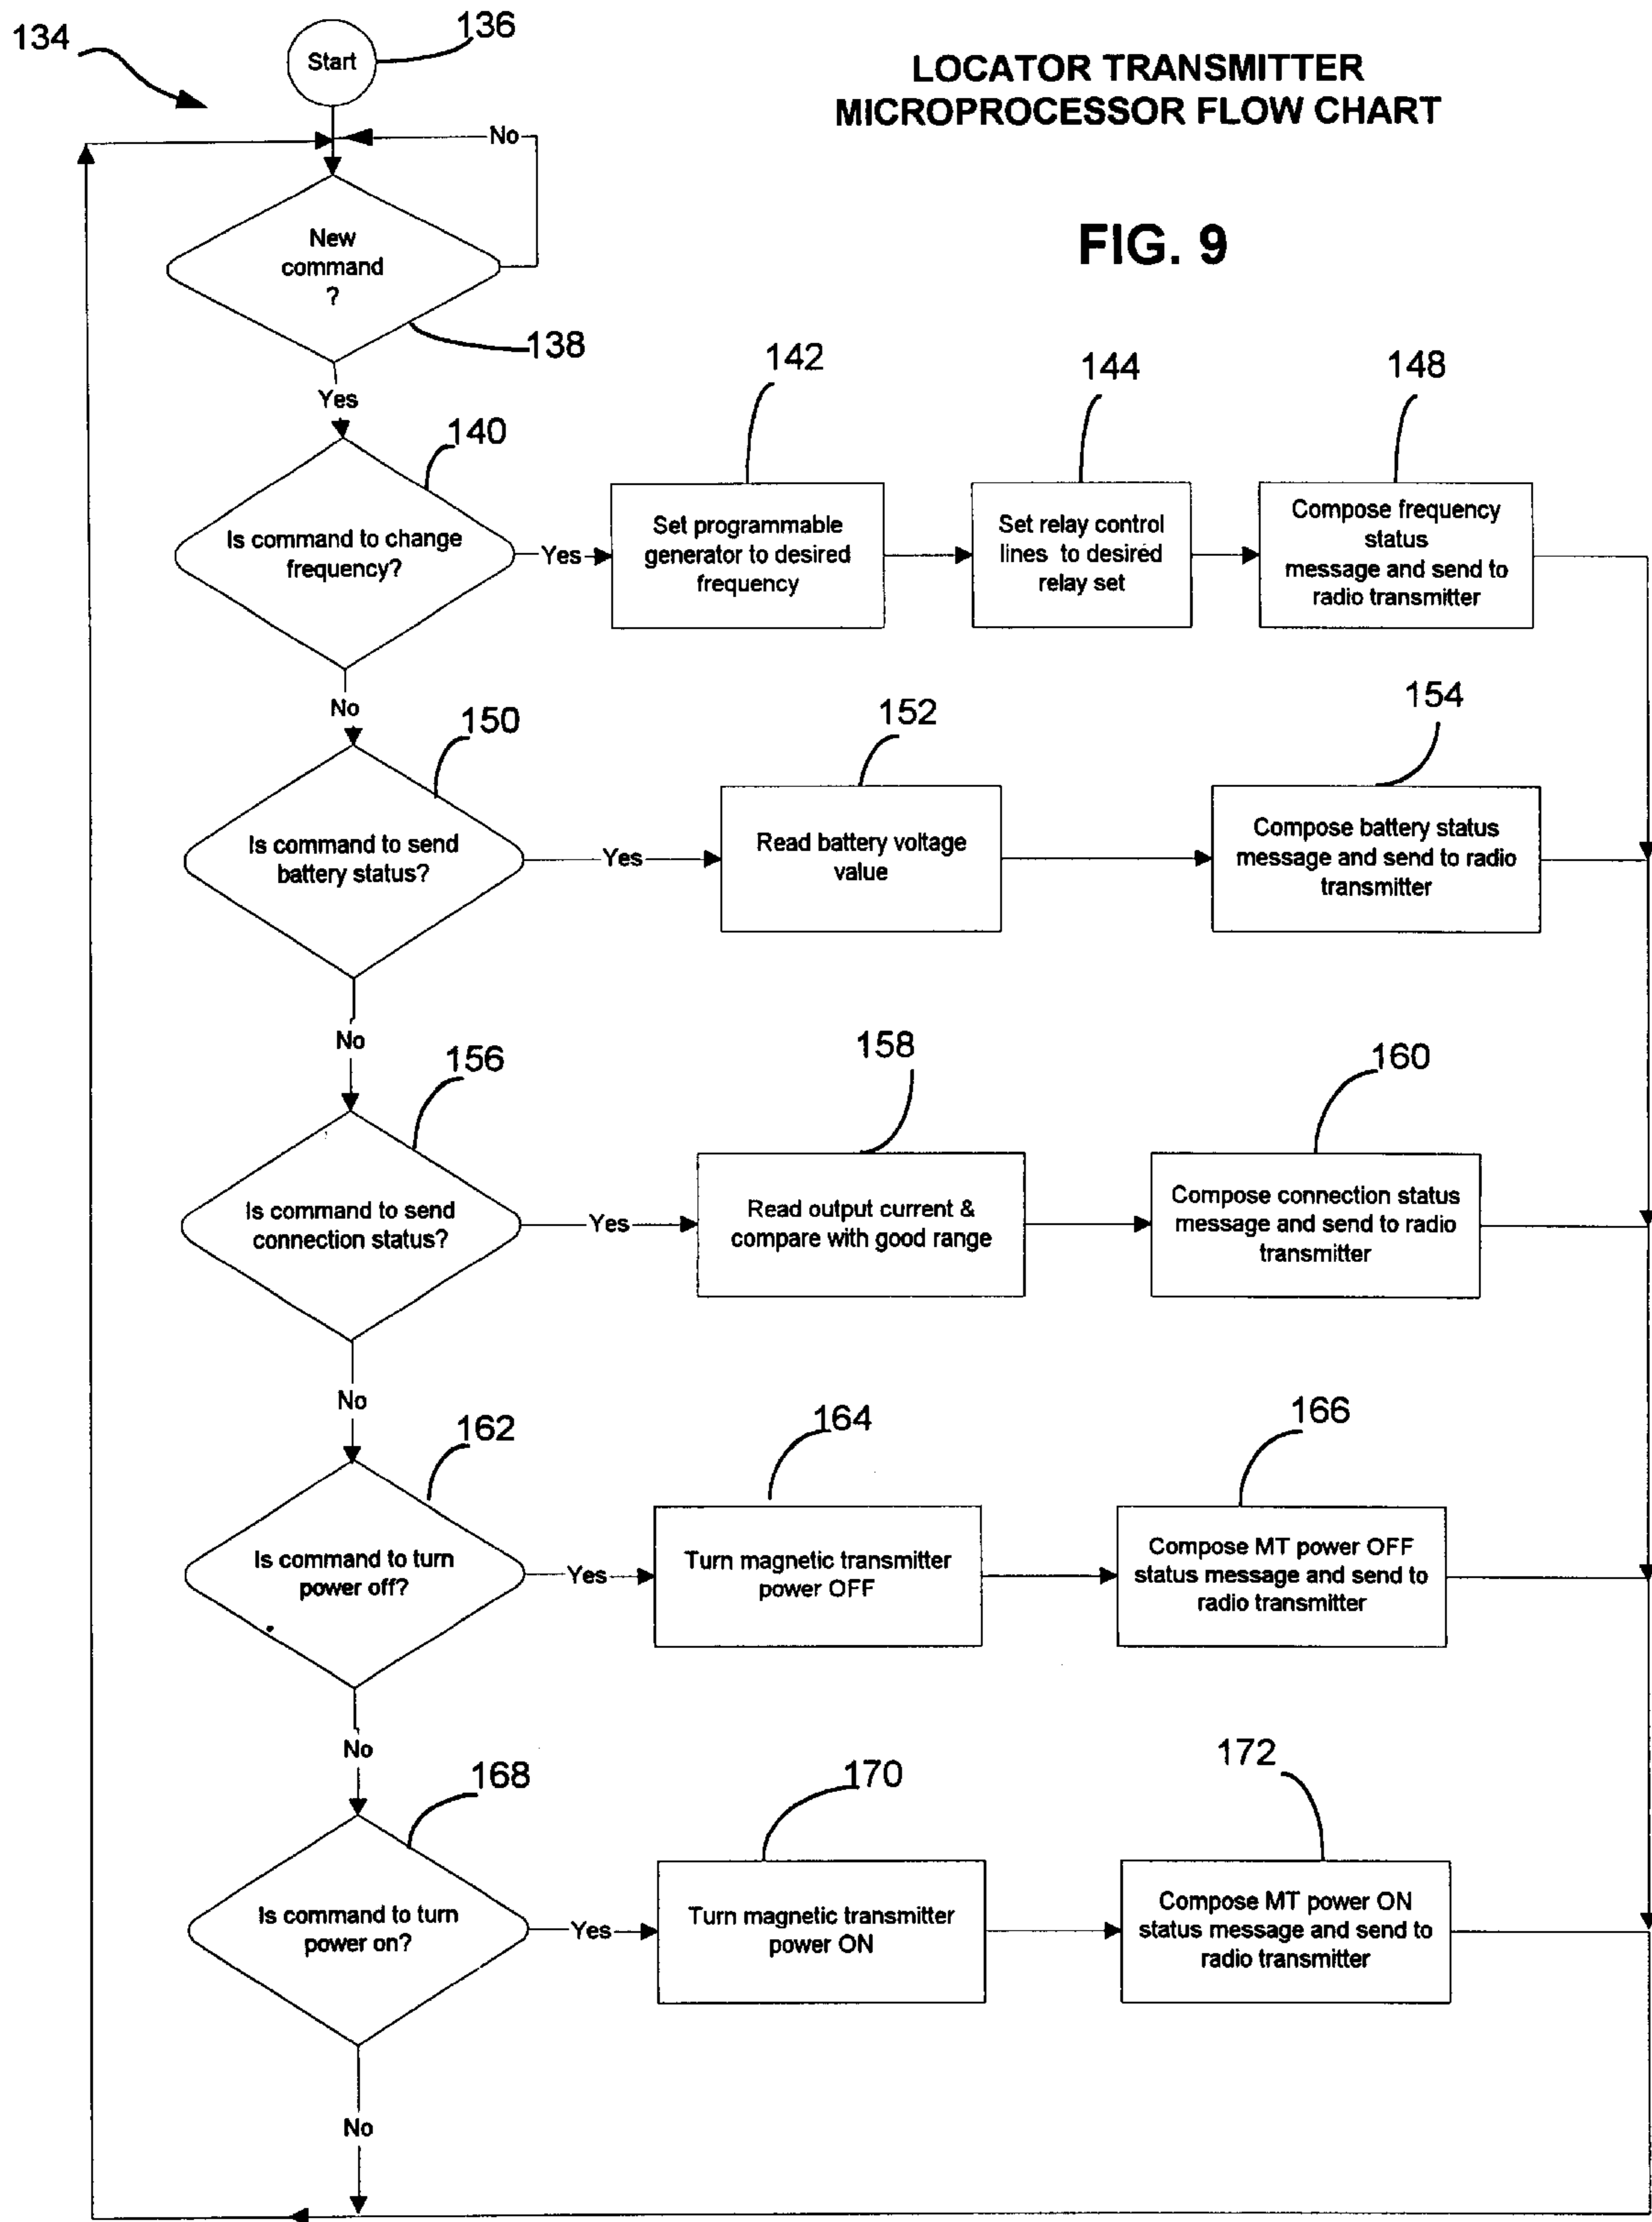 134
136
Start
LOCATOR TRANSMITTER
MICROPROCESSOR FLOW CHART
No
FIG. 9
New
command
?
138
Yes
140
142
144
148
Is command to change
frequency?
Yes
Set programmable
generator to desired
frequency
Set relay control
lines to desired
relay set
Compose frequency
status
message and send to
radio transmitter
No
150
152
154
Is command to send
battery status?
Yes
Read battery voltage
value
Compose battery status
message and send to radio
transmitter
No
156
158
160
Is command to send
connection status?
Yes
Read output current &
compare with good range
Compose connection status
message and send to radio
transmitter
No
162
164
166
Is command to turn
power off?
Yes
Turn magnetic transmitter
power OFF
Compose MT power OFF
status message and send to
radio transmitter
No
168
170
172
Is command to turn
power on?
Yes
Turn magnetic transmitter
power ON
Compose MT power ON
status message and send to
radio transmitter
No